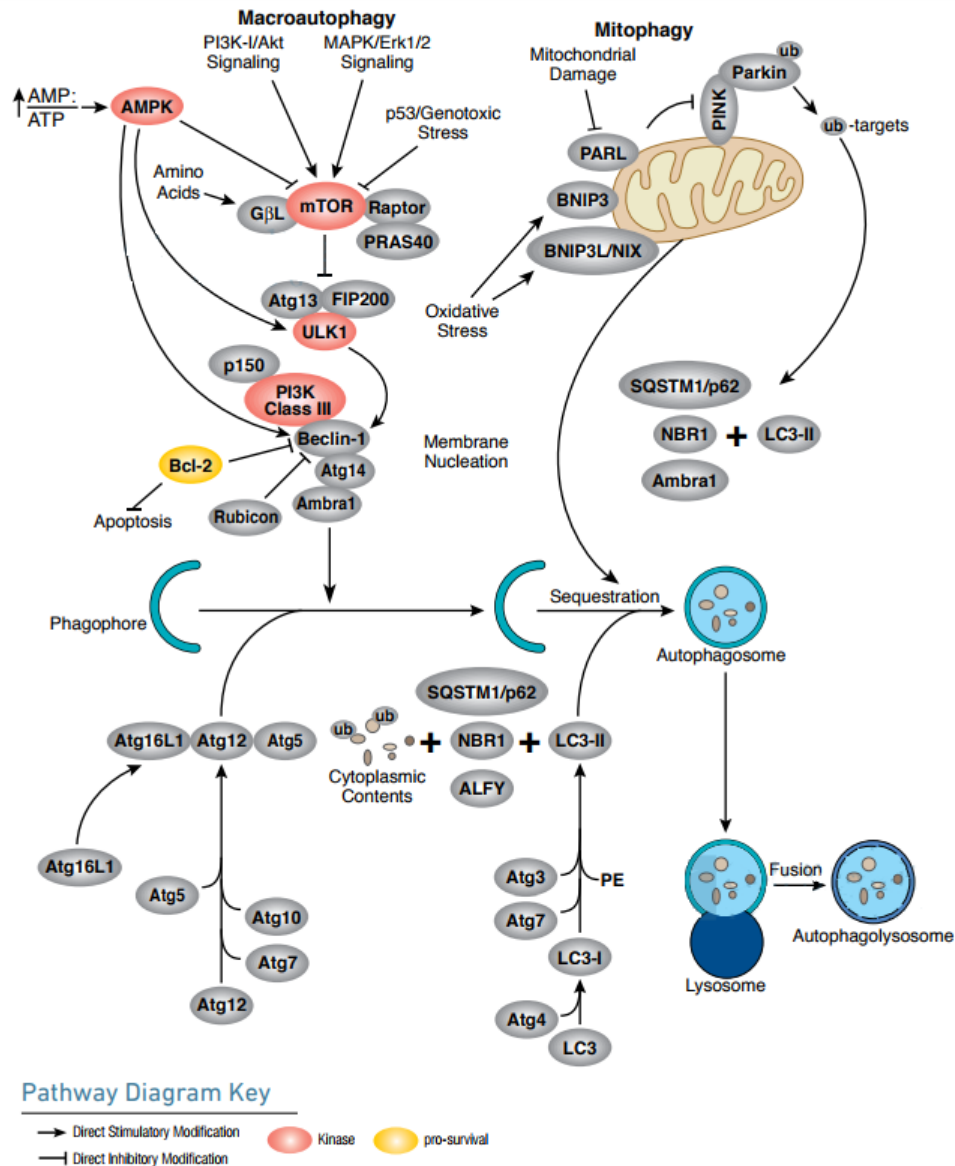 Macroautophagy
PI3K-I/Akt
Signaling
MAPK/Erk1/2
Signaling
AMP:
ATP
AMPK
p53/Genotoxic
Stress
Amino
Acids
GβL
mTOR
Raptor
PRAS40
Atg13
FIP200
ULK1
p150
PI3K
Class III
Beclin-1
Bcl-2
Atg14
Apoptosis
Rubicon
Ambra1
Membrane
Nucleation
Mitophagy
Mitochondrial
Damage
ub
Parkin
PINK
ub-targets
PARL
BNIP3
BNIP3L/NIX
Oxidative
Stress
SQSTM1/p62
NBR1
+
LC3-II
Ambra1
Phagophore
Sequestration
Autophagosome
Atg16L1
Atg12
Atg5
ub
ub
Cytoplasmic
Contents
+
SQSTM1/p62
NBR1
ALFY
+
LC3-II
Atg16L1
Atg5
Atg10
Atg7
Atg12
Atg3
PE
Atg7
LC3-I
Atg4
LC3
Fusion
Lysosome
Autophagolysosome
Pathway Diagram Key
Direct Stimulatory Modification
Direct Inhibitory Modification
Kinase
pro-survival